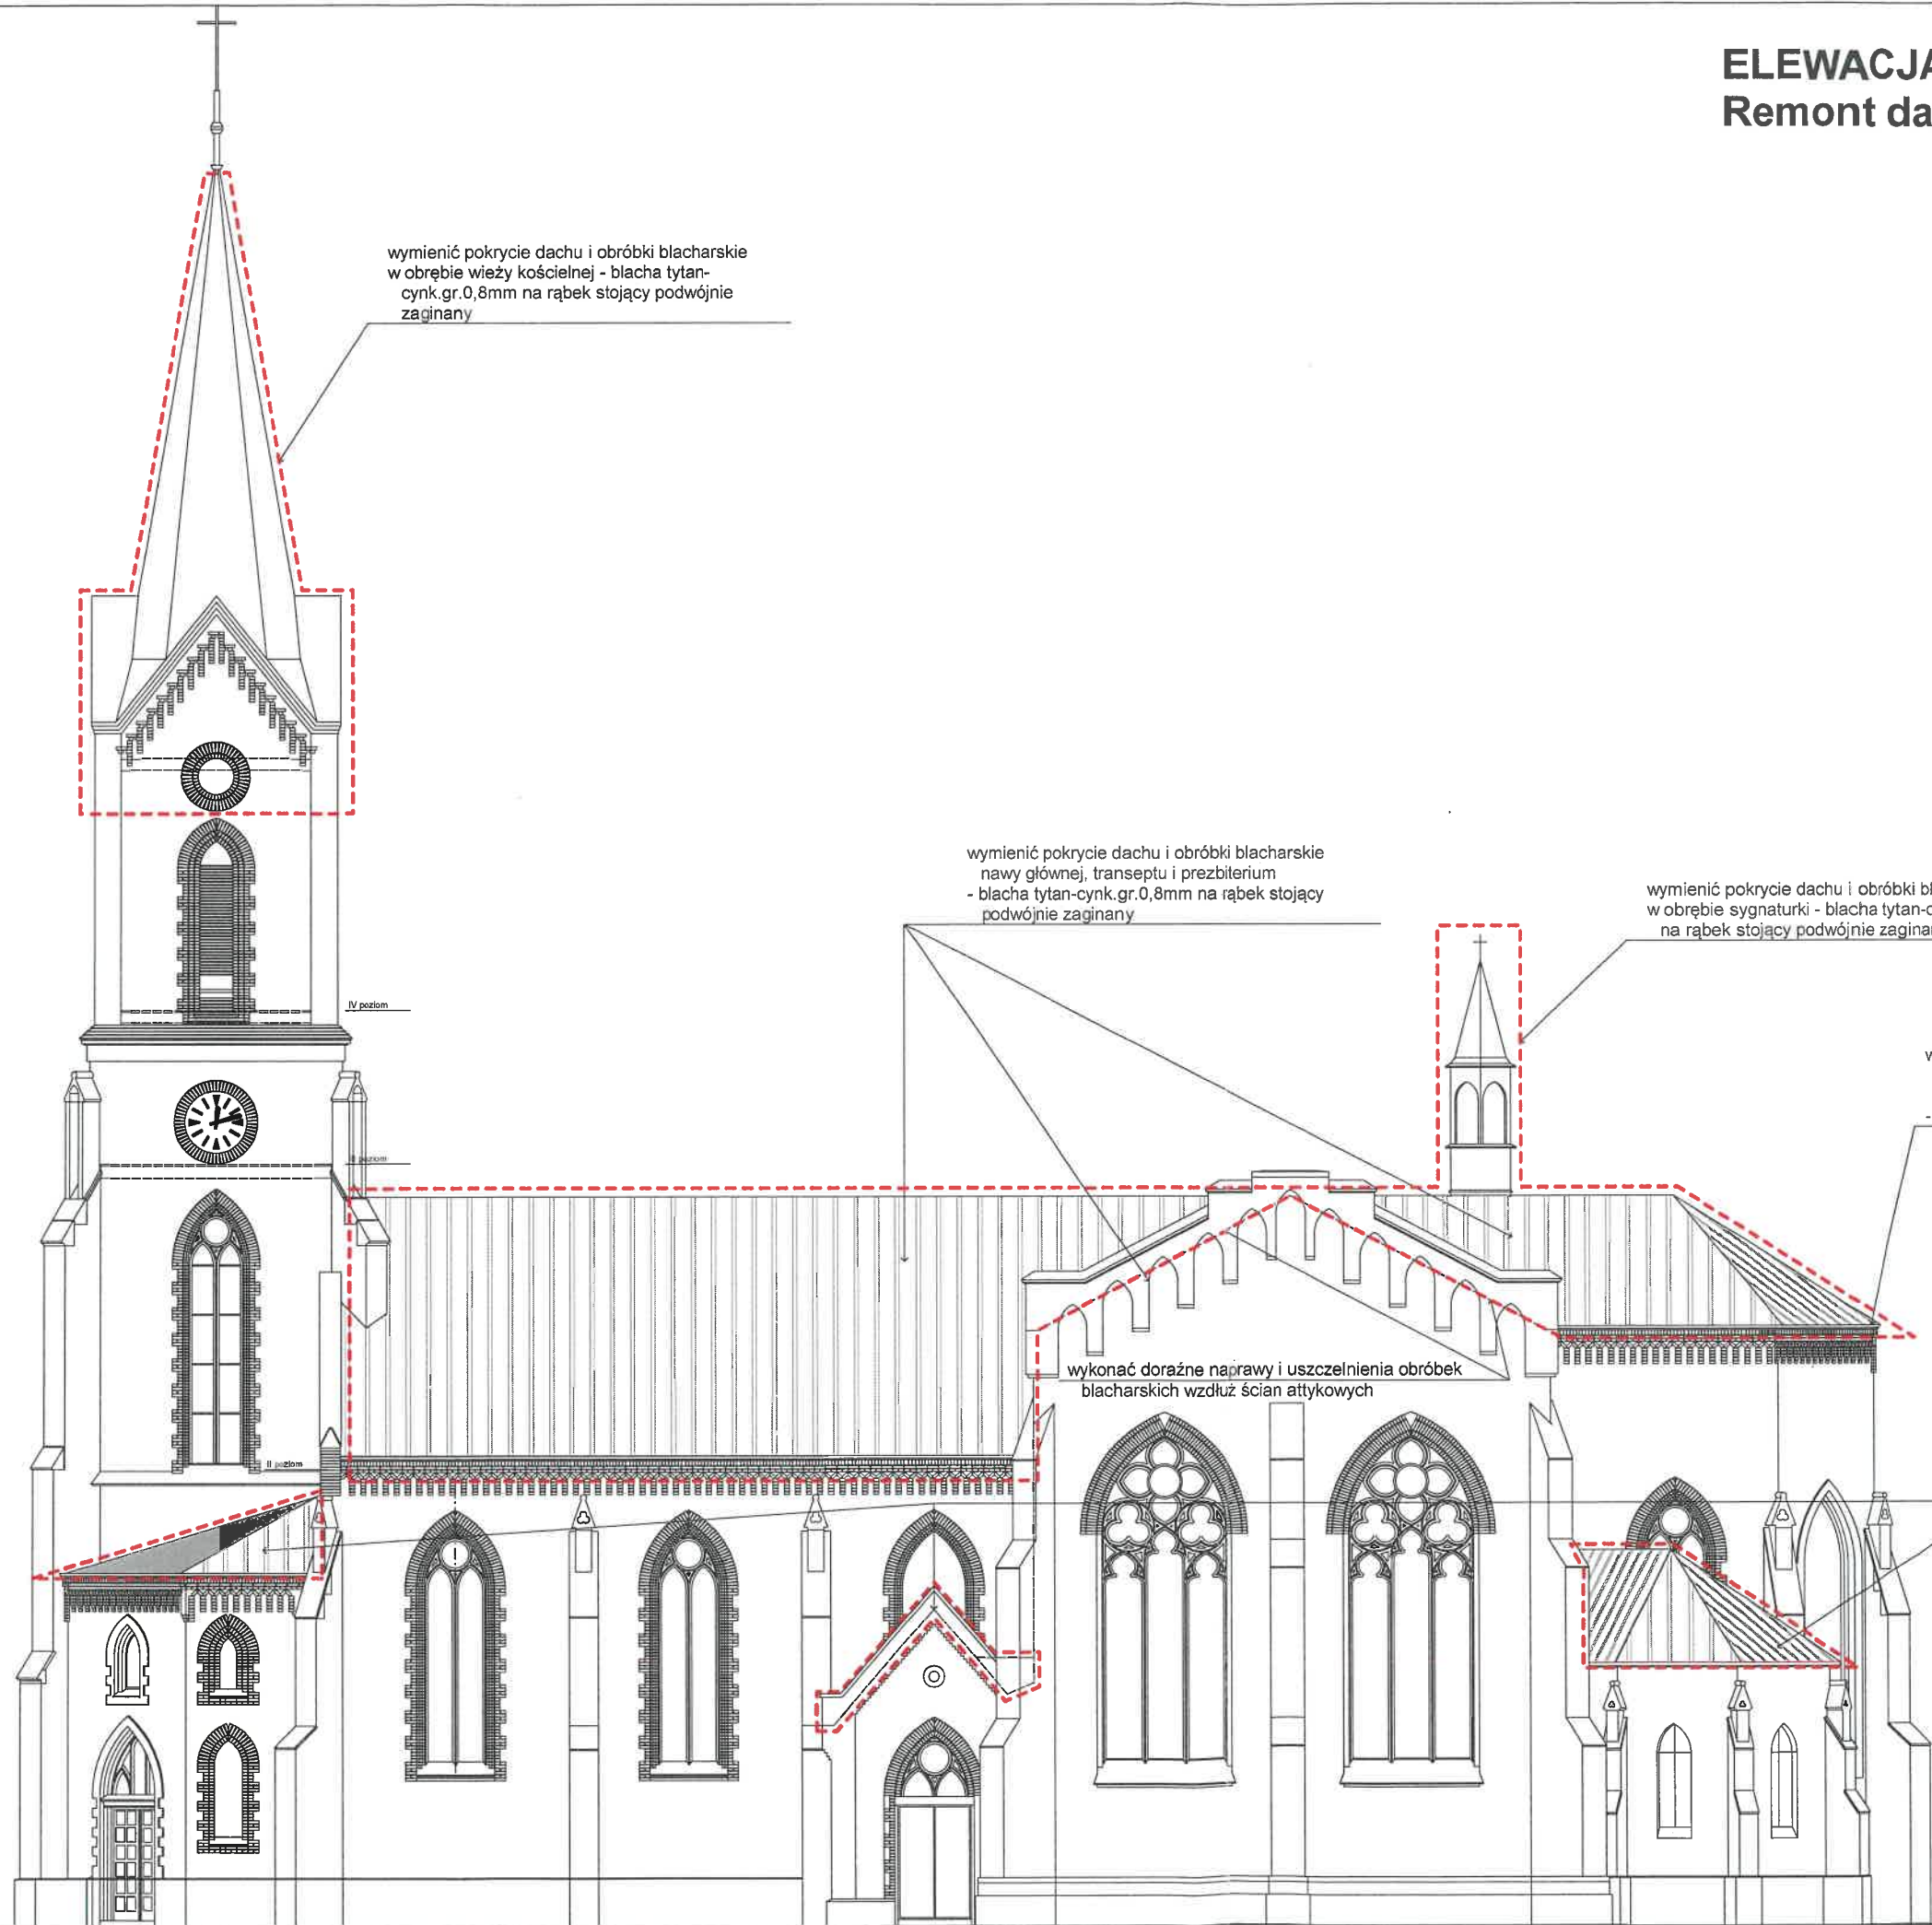 ELEWACJA
Remont da
wymienić pokrycie dachu i obróbki blacharskie
w obrębie wieży kościelnej - blacha tytan-
cynk.gr.0,8mm na rąbek stojący podwójnie
zaginany
wymienić pokrycie dachu i obróbki blacharskie
nawy głównej, transeptu i prezbiterium
- blacha tytan-cynk.gr.0,8mm na rąbek stojący
podwójnie zaginany
wymienić pokrycie dachu i obróbki bl
w obrębie sygnaturki - blacha tytan-c
na rąbek stojący podwójnie zagina
IV poziom
w
-
poziom
wykonać doraźne naprawy i uszczelnienia obróbek
blacharskich wzdłuż ścian attykowych
II poziom